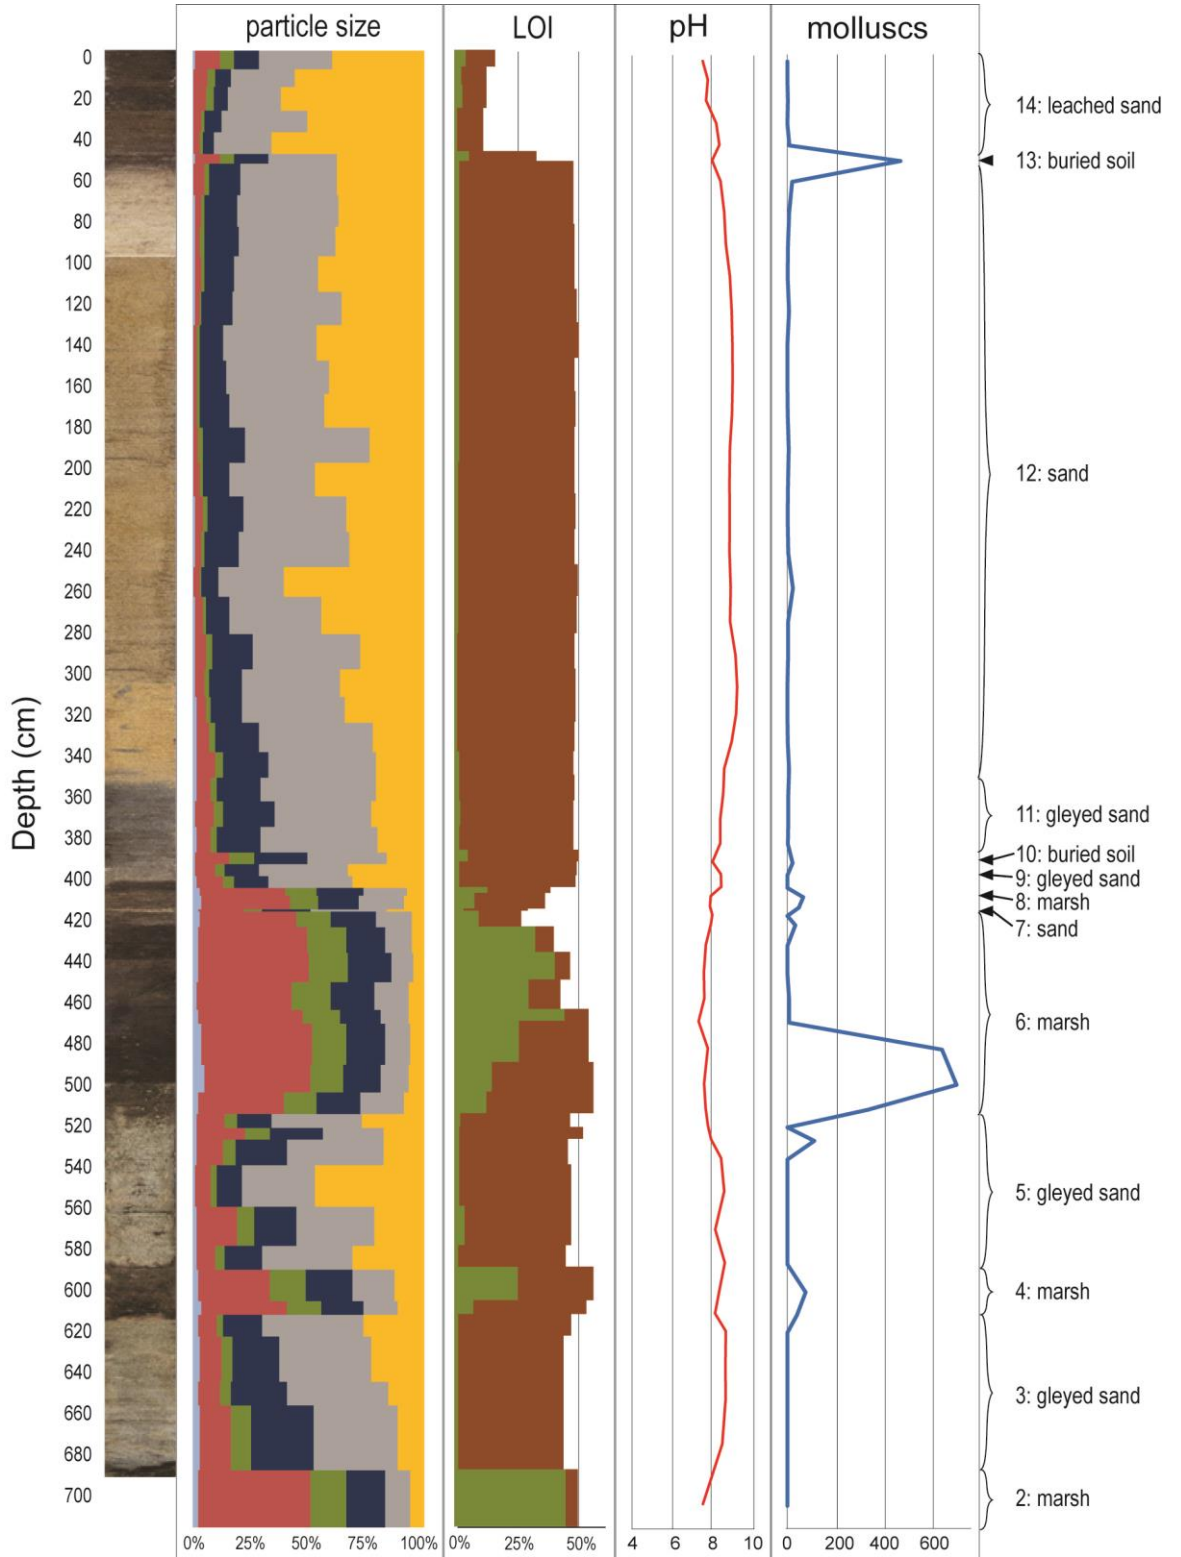 particle size
LOI
pH
molluscs
Depth (cm)
0
20
40
60
80
100
120
140
160
180
200
220
240
260
280
300
320
340
360
380
400
420
440
460
480
500
520
540
560
580
600
620
640
660
680
700
14: leached sand
13: buried soil
12: sand
11: gleyed sand
10: buried soil
9: gleyed sand
8: marsh
7: sand
6: marsh
5: gleyed sand
4: marsh
3: gleyed sand
2: marsh
0% 25% 50% 75% 100%
0% 25% 50%
4 6 8 10
0 200 400 600